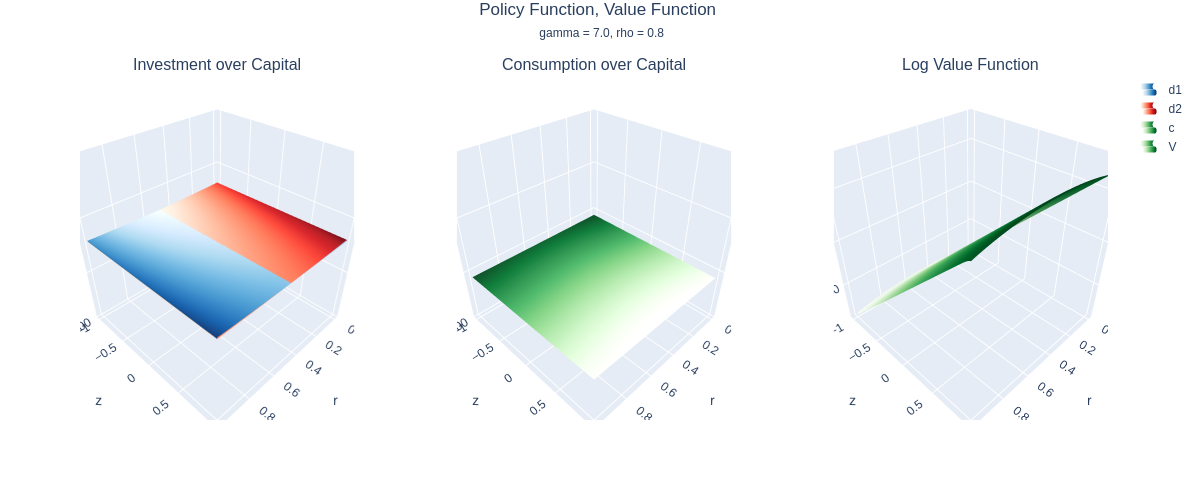 Policy Function, Value Function
gamma = 7.0, rho = 0.8
Investment over Capital
Consumption over Capital
Log Value Function
d1
d2
c
V
−0.5
0
0.5
z
0
0.2
0.4
0.6
0.8
r
−0.5
0
0.5
z
0
0.2
0.4
0.6
0.8
r
0
−1
−0.5
0
0.5
z
0
0.2
0.4
0.6
0.8
r